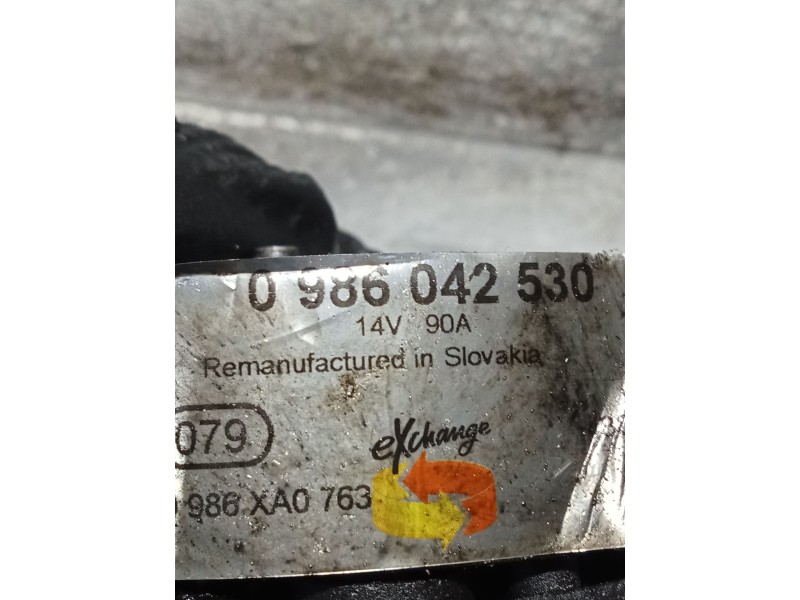 0 986 042 530
14V 90A
Remanufactured in Slovakia
079
eXchange
986 XA0 763